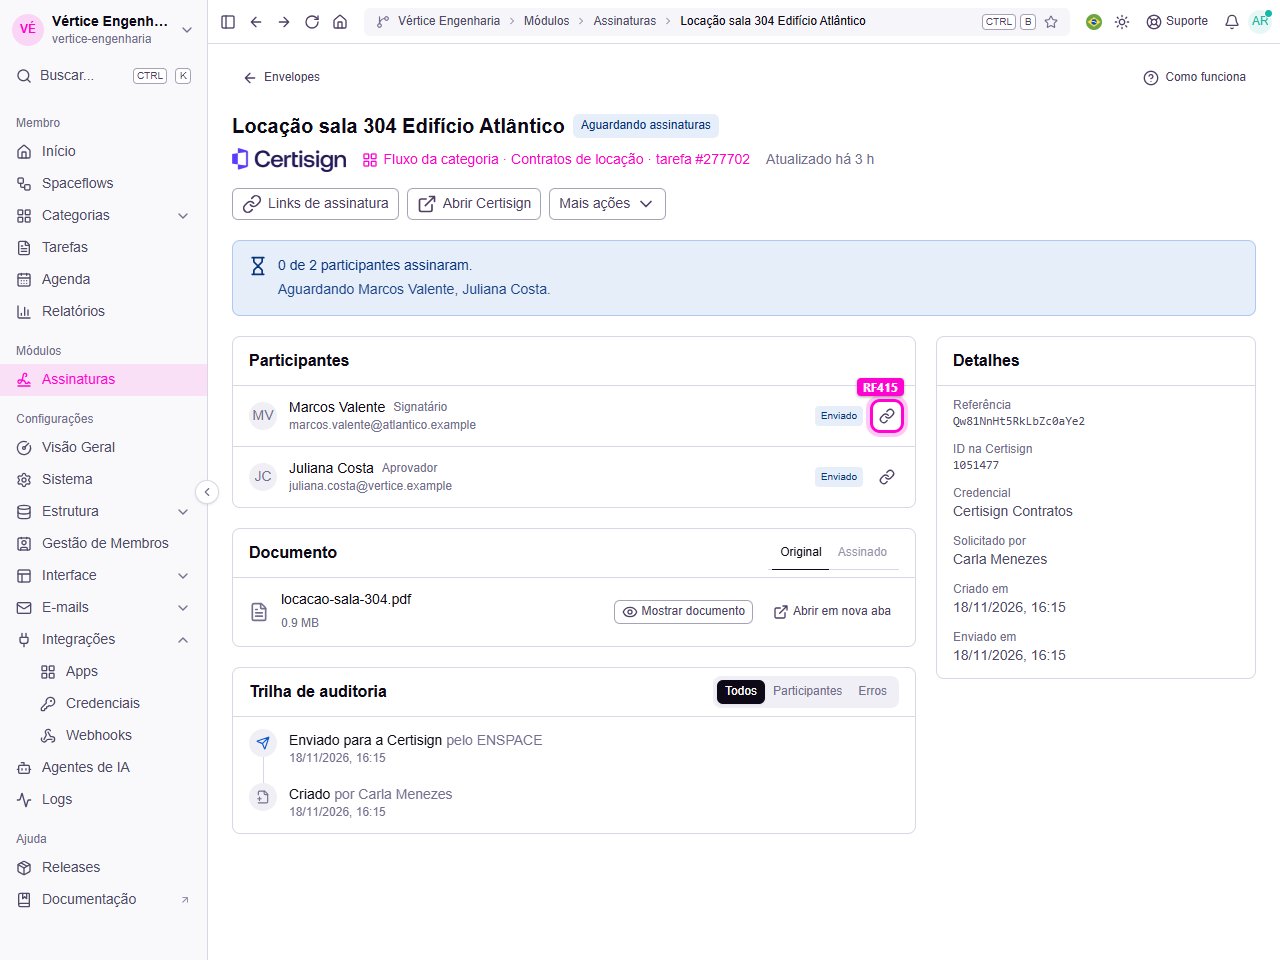 VÉ
Vértice Engenh...
vertice-engenharia
Buscar...
CTRL
K
Membro
Início
Spaceflows
Categorias
Tarefas
Agenda
Relatórios
Módulos
Assinaturas
Configurações
Visão Geral
Sistema
Estrutura
Gestão de Membros
Interface
E-mails
Integrações
Apps
Credenciais
Webhooks
Agentes de IA
Logs
Ajuda
Releases
Documentação
Vértice Engenharia
Módulos
Assinaturas
Locação sala 304 Edifício Atlântico
CTRL
B
Suporte
AR
Envelopes
Como funciona
Locação sala 304 Edifício Atlântico
Aguardando assinaturas
Certisign
Fluxo da categoria · Contratos de locação · tarefa #277702
Atualizado há 3 h
Links de assinatura
Abrir Certisign
Mais ações
0 de 2 participantes assinaram.
Aguardando Marcos Valente, Juliana Costa.
Participantes
RF415
MV
Marcos Valente
Signatário
marcos.valente@atlantico.example
Enviado
JC
Juliana Costa
Aprovador
juliana.costa@vertice.example
Enviado
Documento
Original
Assinado
locacao-sala-304.pdf
0.9 MB
Mostrar documento
Abrir em nova aba
Trilha de auditoria
Todos
Participantes
Erros
Enviado para a Certisign pelo ENSPACE
18/11/2026, 16:15
Criado por Carla Menezes
18/11/2026, 16:15
Detalhes
Referência
Qw81NnHt5RkLbZc0aYe2
ID na Certisign
1051477
Credencial
Certisign Contratos
Solicitado por
Carla Menezes
Criado em
18/11/2026, 16:15
Enviado em
18/11/2026, 16:15